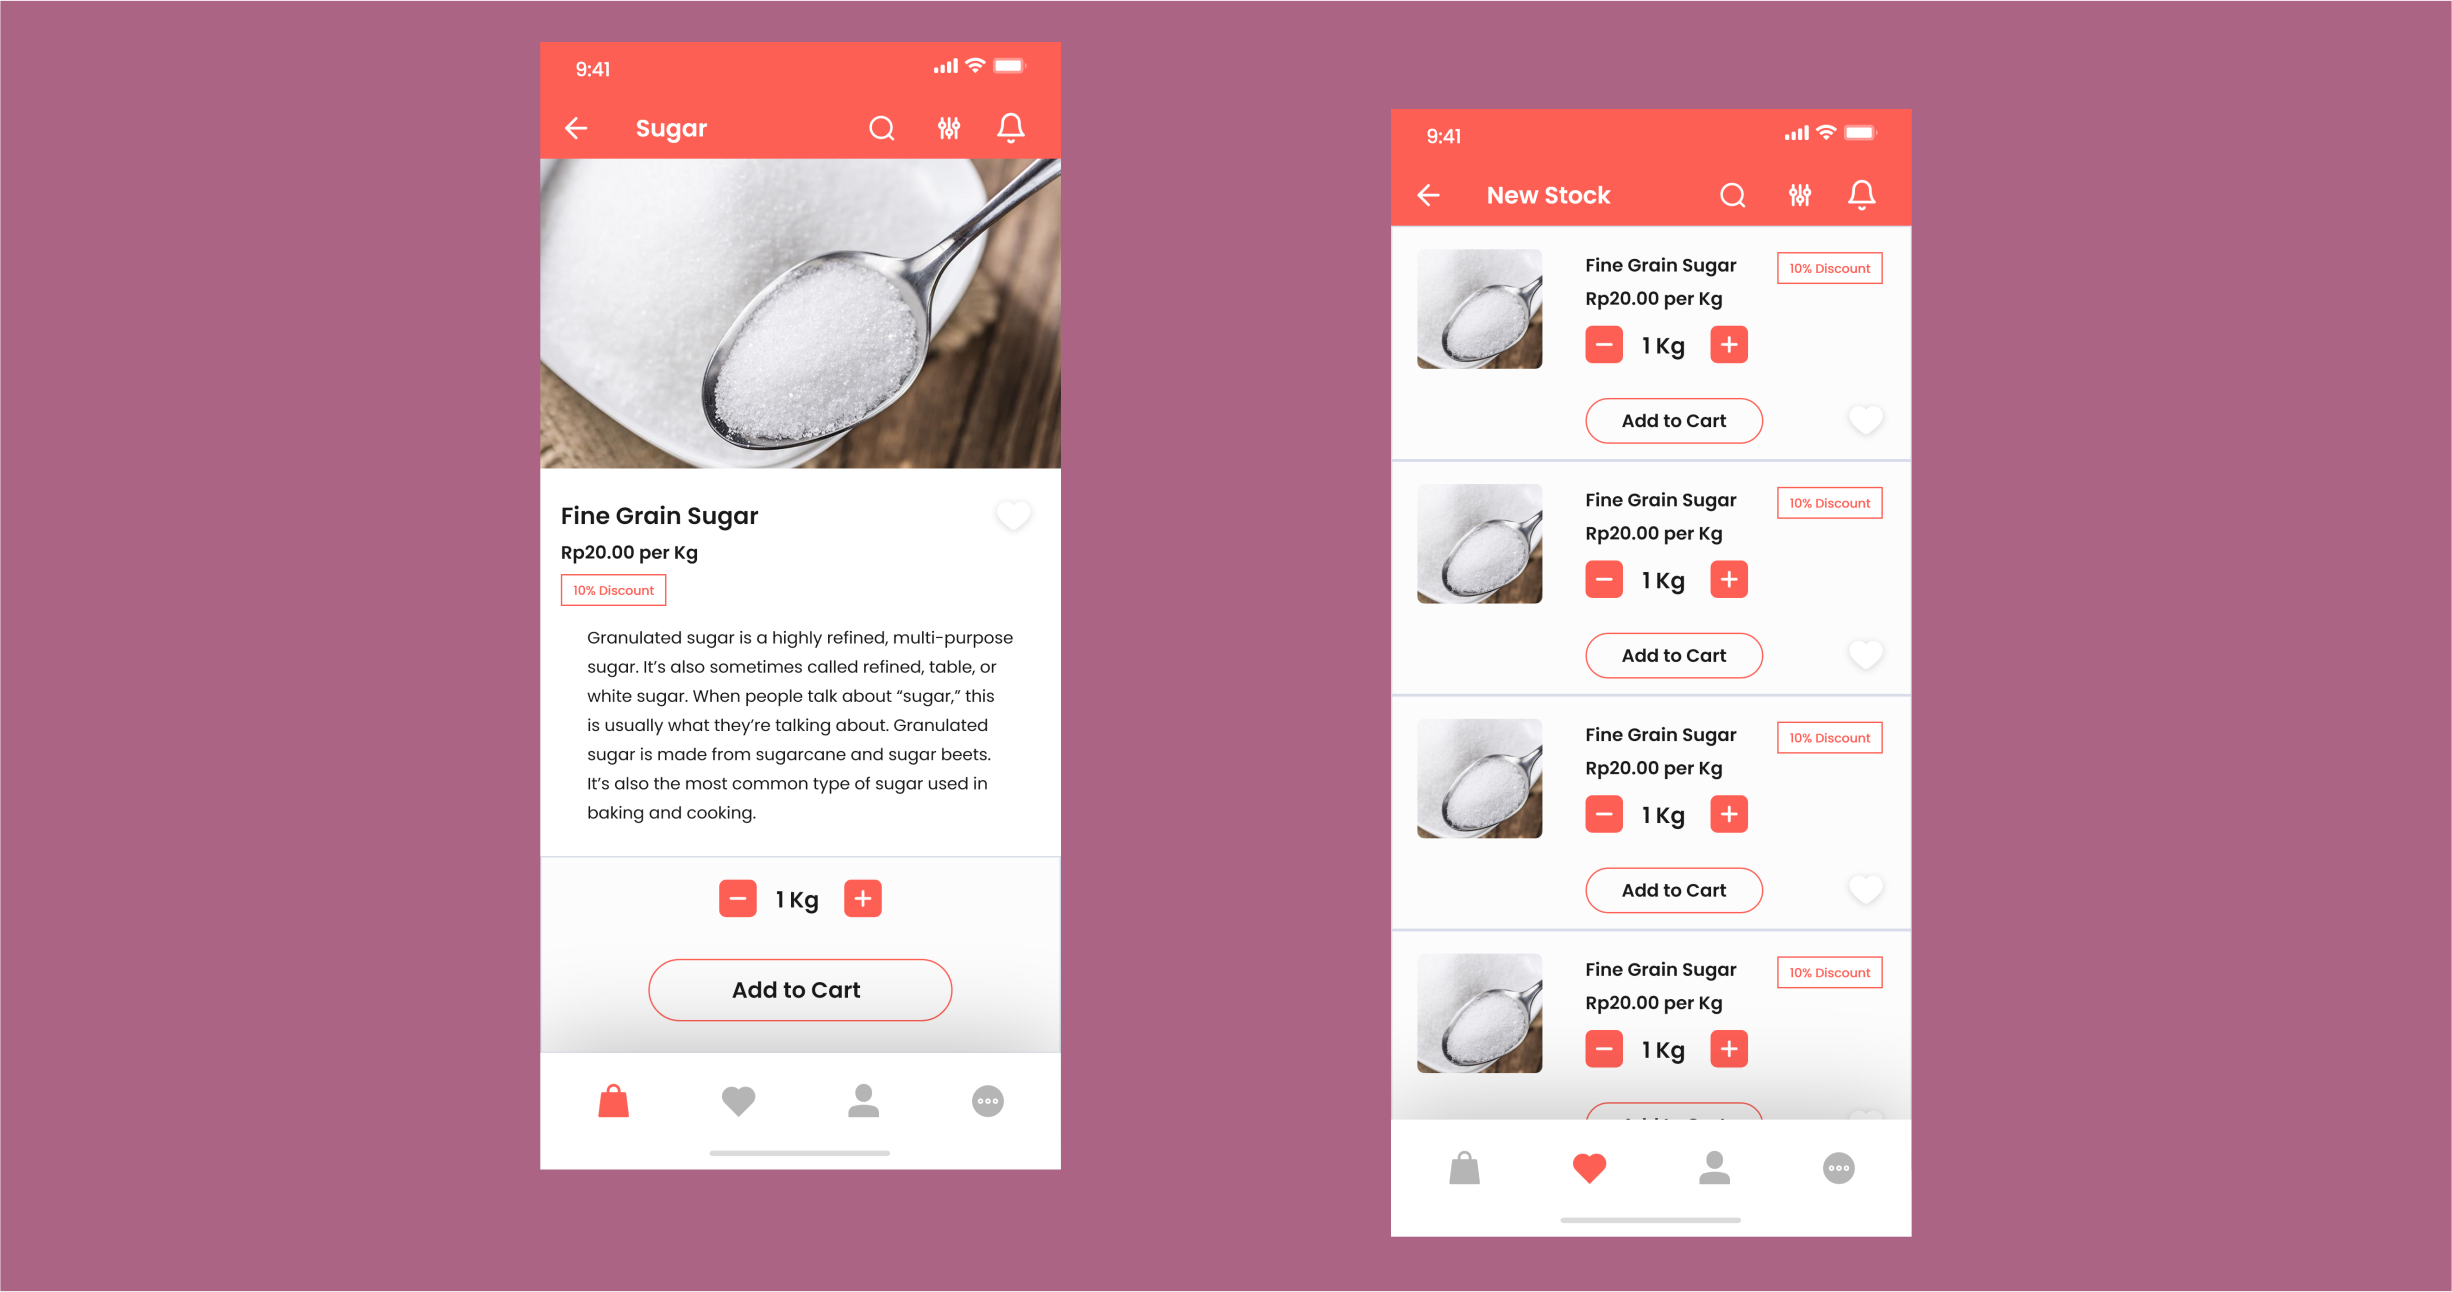 9:41
Sugar
Fine Grain Sugar
Rp20.00 per Kg
10% Discount
Granulated sugar is a highly refined, multi-purpose
sugar. It’s also sometimes called refined, table, or
white sugar. When people talk about “sugar,” this
is usually what they’re talking about. Granulated
sugar is made from sugarcane and sugar beets.
It’s also the most common type of sugar used in
baking and cooking.
1 Kg
Add to Cart
9:41
New Stock
Fine Grain Sugar
10% Discount
Rp20.00 per Kg
1 Kg
Add to Cart
Fine Grain Sugar
10% Discount
Rp20.00 per Kg
1 Kg
Add to Cart
Fine Grain Sugar
10% Discount
Rp20.00 per Kg
1 Kg
Add to Cart
Fine Grain Sugar
10% Discount
Rp20.00 per Kg
1 Kg